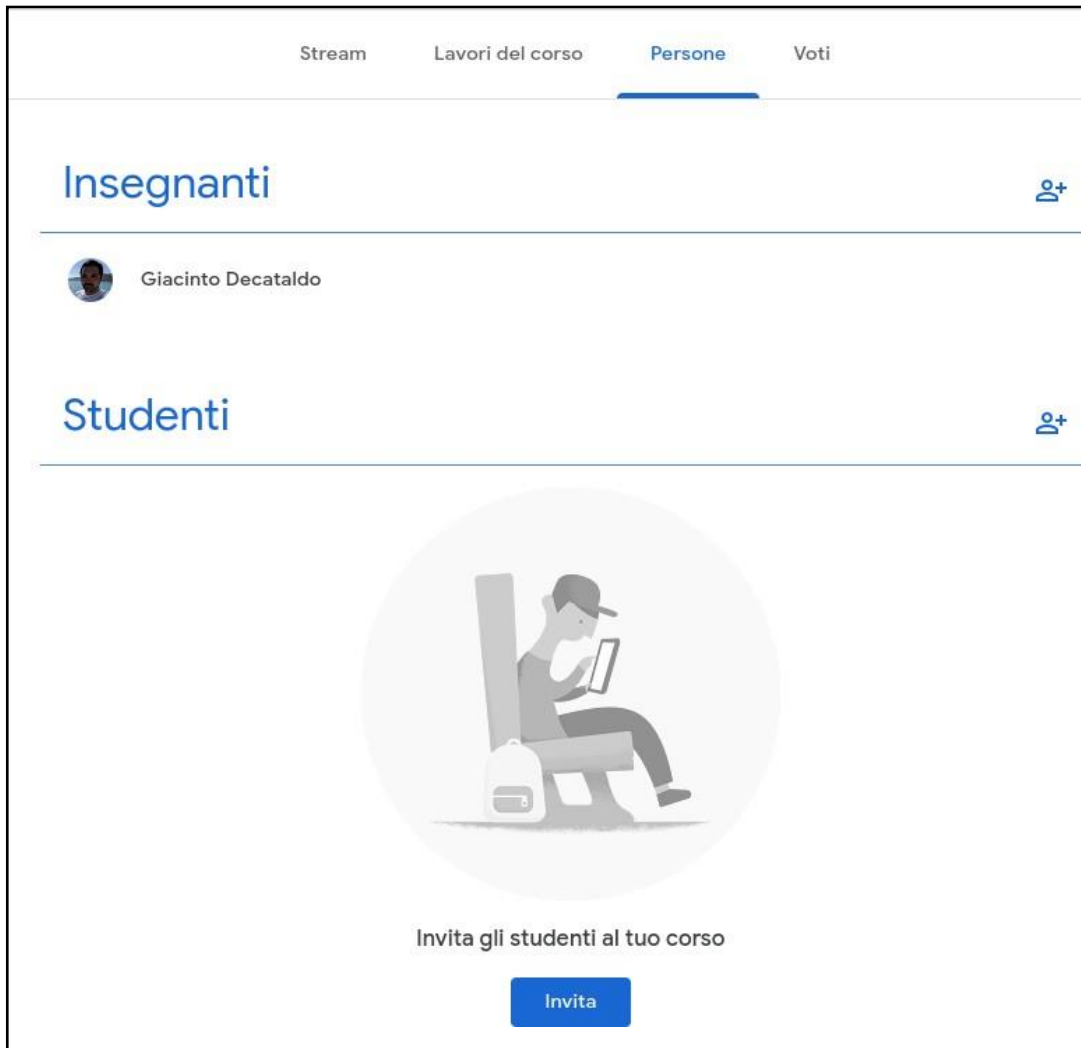 Stream Lavori del corso Persone Voti
Insegnanti
Giacinto Decataldo
Studenti
Invita gli studenti al tuo corso
Invita